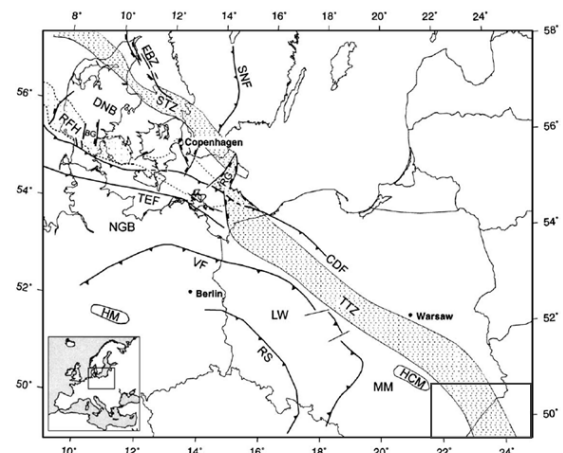 8° 10° 12° 14° 16° 18° 20° 22° 24°
58°
EBZ
SNF
56°
DNB
STZ
56°
RFH
BG
Copenhagen
RG
54°
TEF
54°
NGB
CDF
VF
52°
TTZ
Berlin
Warsaw
52°
HM
LW
RS
50°
MM
HCM
50°
10° 12° 14° 16° 18° 20° 22° 24°